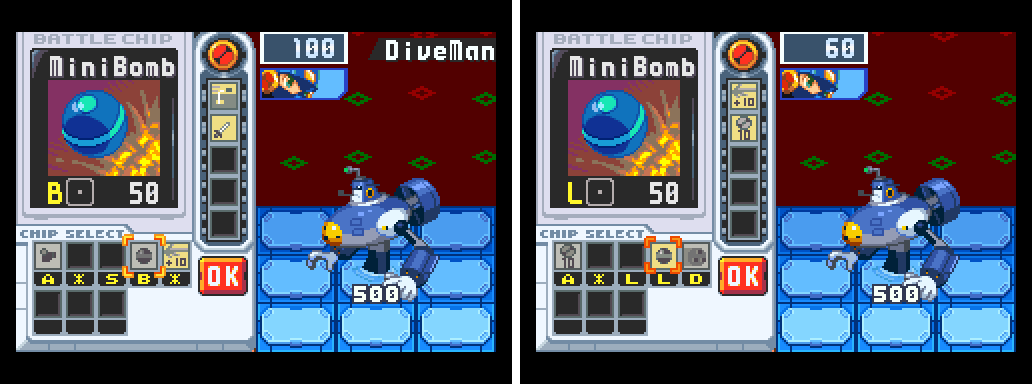 BATTLE CHIP
MiniBomb
B 50
CHIP SELECT
+10
A * S B *
OK
100
DiveMan
500
BATTLE CHIP
MiniBomb
L 50
+10
CHIP SELECT
A * L L D
OK
60
500